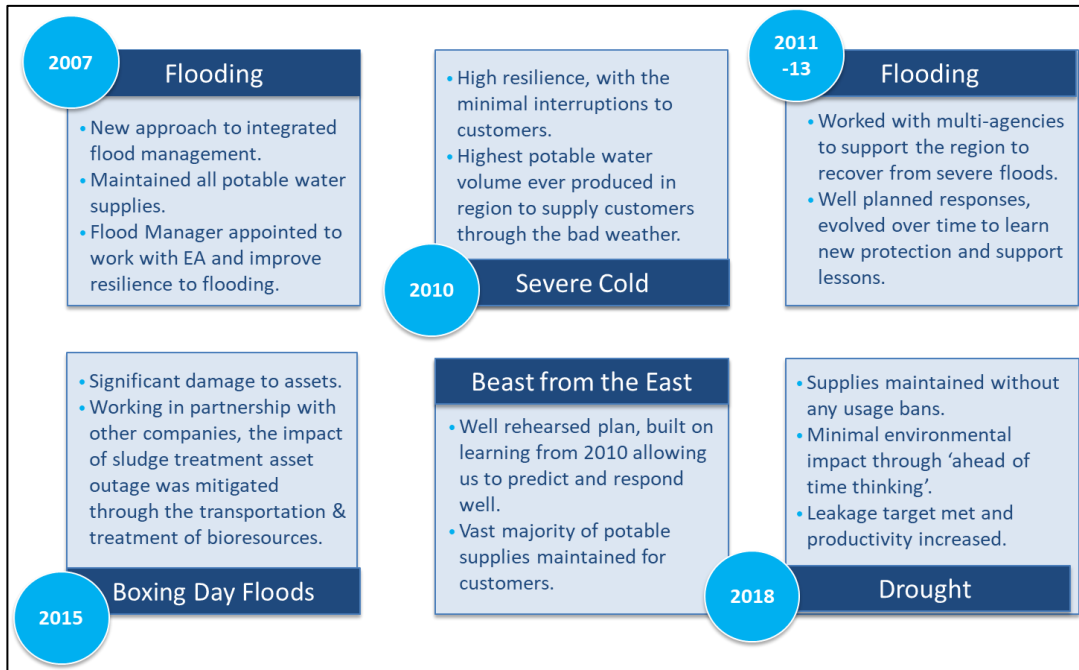 2007
Flooding
• New approach to integrated
flood management.
• Maintained all potable water
supplies.
• Flood Manager appointed to
work with EA and improve
resilience to flooding.
• High resilience, with the
minimal interruptions to
customers.
• Highest potable water
volume ever produced in
region to supply customers
through the bad weather.
2010
Severe Cold
2011
-13
Flooding
• Worked with multi-agencies
to support the region to
recover from severe floods.
• Well planned responses,
evolved over time to learn
new protection and support
lessons.
• Significant damage to assets.
• Working in partnership with
other companies, the impact
of sludge treatment asset
outage was mitigated
through the transportation &
treatment of bioresources.
2015
Boxing Day Floods
Beast from the East
• Well rehearsed plan, built on
learning from 2010 allowing
us to predict and respond
well.
• Vast majority of potable
supplies maintained for
customers.
• Supplies maintained without
any usage bans.
• Minimal environmental
impact through ‘ahead of
time thinking’.
• Leakage target met and
productivity increased.
2018
Drought